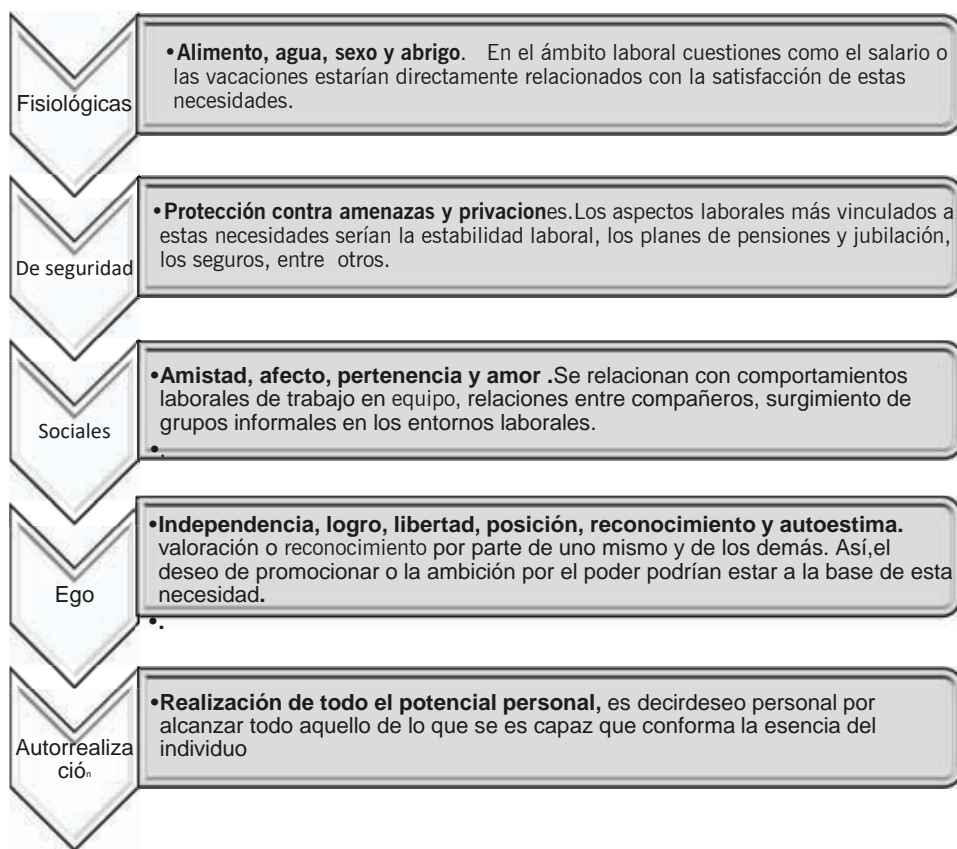 Fisiológicas
•Alimento, agua, sexo y abrigo. En el ámbito laboral cuestiones como el salario o
las vacaciones estarían directamente relacionados con la satisfacción de estas
necesidades.
De seguridad
•Protección contra amenazas y privaciones.Los aspectos laborales más vinculados a
estas necesidades serían la estabilidad laboral, los planes de pensiones y jubilación,
los seguros, entre otros.
Sociales
•Amistad, afecto, pertenencia y amor .Se relacionan con comportamientos
laborales de trabajo en equipo, relaciones entre compañeros, surgimiento de
grupos informales en los entornos laborales.
•.
Ego
•Independencia, logro, libertad, posición, reconocimiento y autoestima.
valoración o reconocimiento por parte de uno mismo y de los demás. Así,el
deseo de promocionar o la ambición por el poder podrían estar a la base de esta
necesidad.
•.
Autorrealiza
ción
•Realización de todo el potencial personal, es decirdeseo personal por
alcanzar todo aquello de lo que se es capaz que conforma la esencia del
individuo